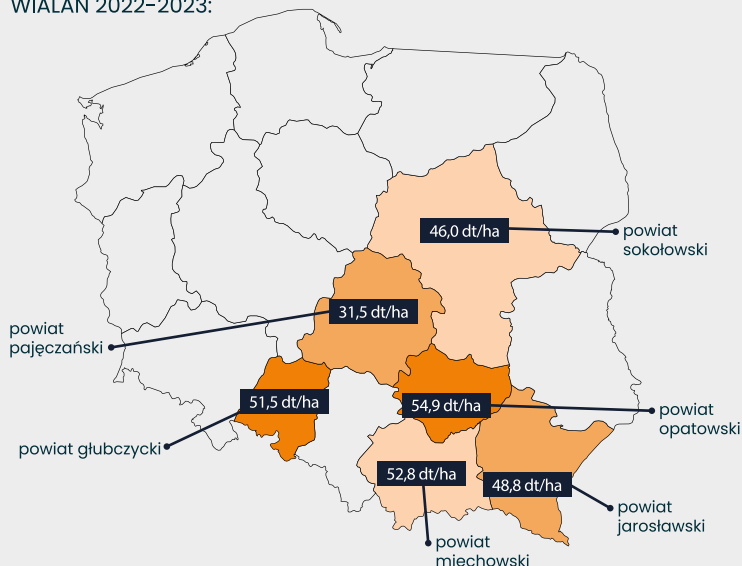 WIALAN 2022-2023:
46,0 dt/ha
powiat
sokołowski
31,5 dt/ha
powiat
pajęczański
51,5 dt/ha
54,9 dt/ha
powiat
opatowski
powiat głubczycki
52,8 dt/ha
48,8 dt/ha
powiat
jarosławski
powiat
miechowski